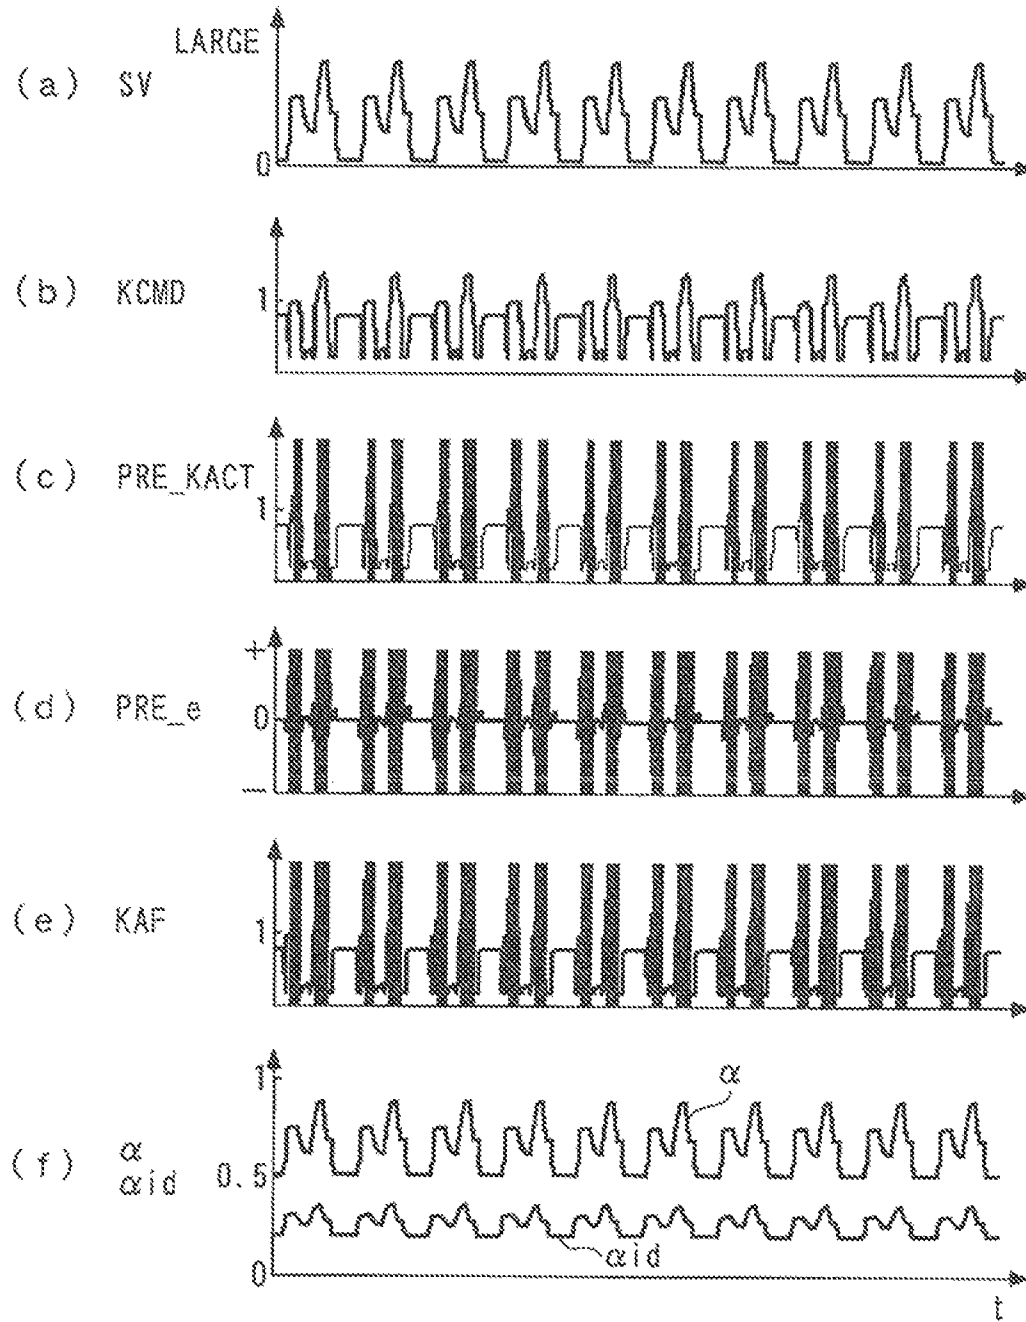 LARGE
(a) SV
0
(b) KCMD
1
(c) PRE_KACT
1
+
(d) PRE_e
0
−
(e) KAF
1
1
α
(f) α
αid
0.5
αid
0
t